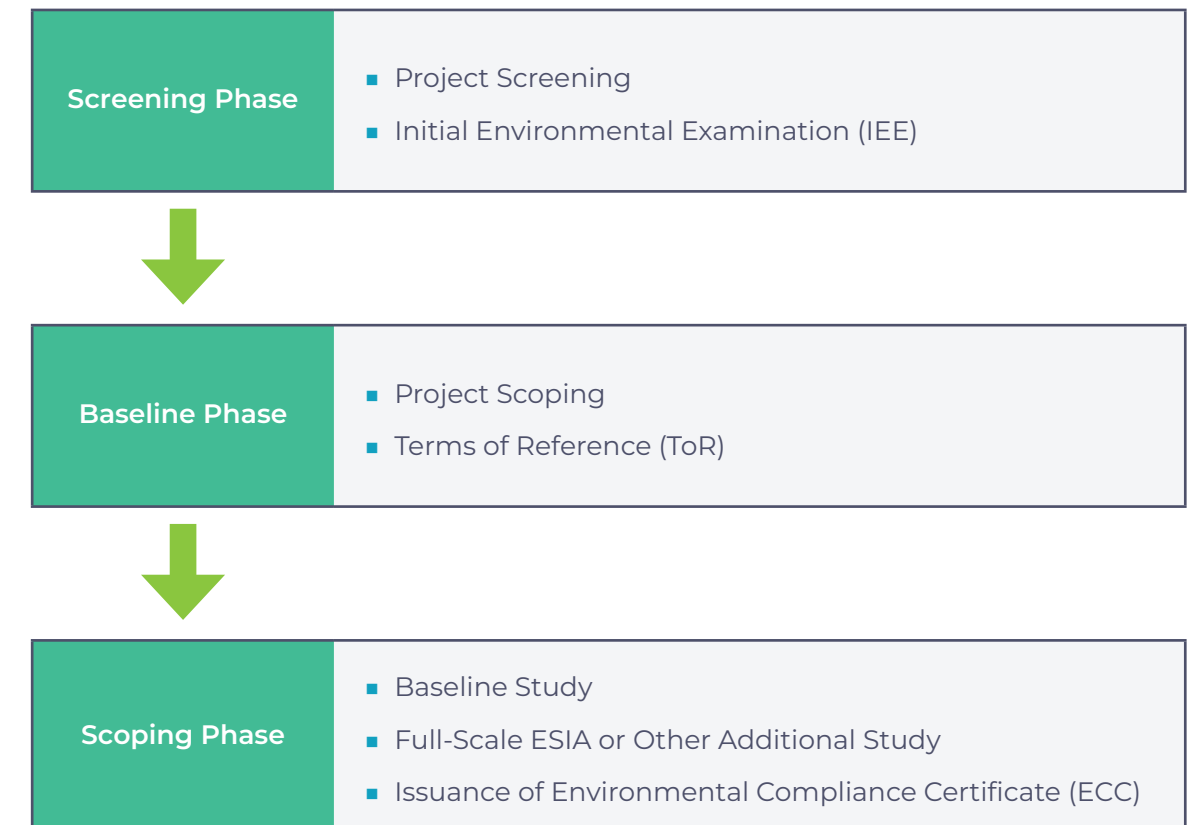 Screening Phase
Project Screening
Initial Environmental Examination (IEE)
Baseline Phase
Project Scoping
Terms of Reference (ToR)
Scoping Phase
Baseline Study
Full-Scale ESIA or Other Additional Study
Issuance of Environmental Compliance Certificate (ECC)